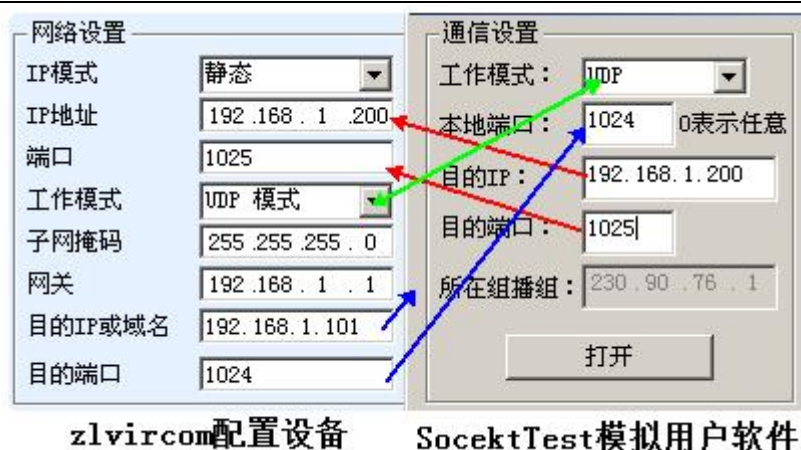 网络设置
IP模式 静态
IP地址 192 .168 . 1 .200
端口 1025
工作模式 UDP 模式
子网掩码 255 .255 .255 . 0
网关 192 .168 . 1 . 1
目的IP或域名 192.168.1.101
目的端口 1024
zlvircom配置设备
通信设置
工作模式： UDP
本地端口： 1024 0表示任意
目的IP： 192.168.1.200
目的端口： 1025
所在组播组： 230 . 90 . 76 . 1
打开
SocektTest模拟用户软件